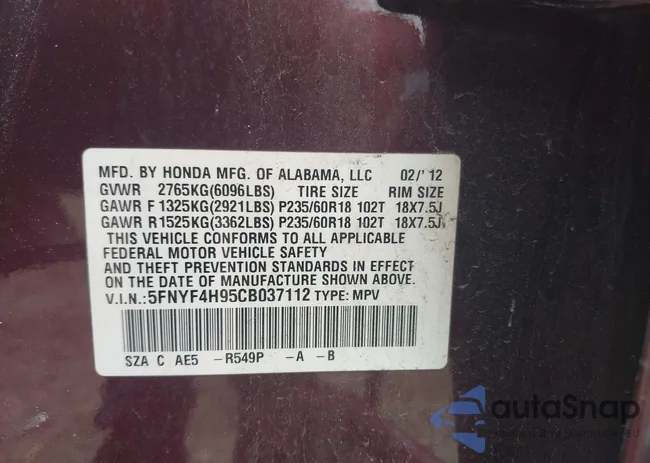 MFD. BY HONDA MFG. OF ALABAMA, LLC 02/'12
GVWR 2765KG(6096LBS) TIRE SIZE RIM SIZE
GAWR F 1325KG(2921LBS) P235/60R18 102T 18X7.5J
GAWR R1525KG(3362LBS) P235/60R18 102T 18X7.5J
THIS VEHICLE CONFORMS TO ALL APPLICABLE
FEDERAL MOTOR VEHICLE SAFETY
AND THEFT PREVENTION STANDARDS IN EFFECT
ON THE DATE OF MANUFACTURE SHOWN ABOVE.
V.I.N.:5FNYF4H95CB037112 TYPE: MPV
SZA C AE5 -R549P -A -B
autaSnap